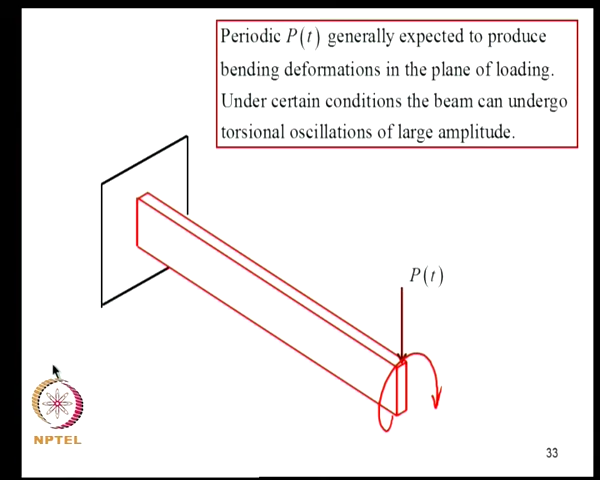 Periodic P(t) generally expected to produce
bending deformations in the plane of loading.
Under certain conditions the beam can undergo
torsional oscillations of large amplitude.
P(t)
NPTEL
33